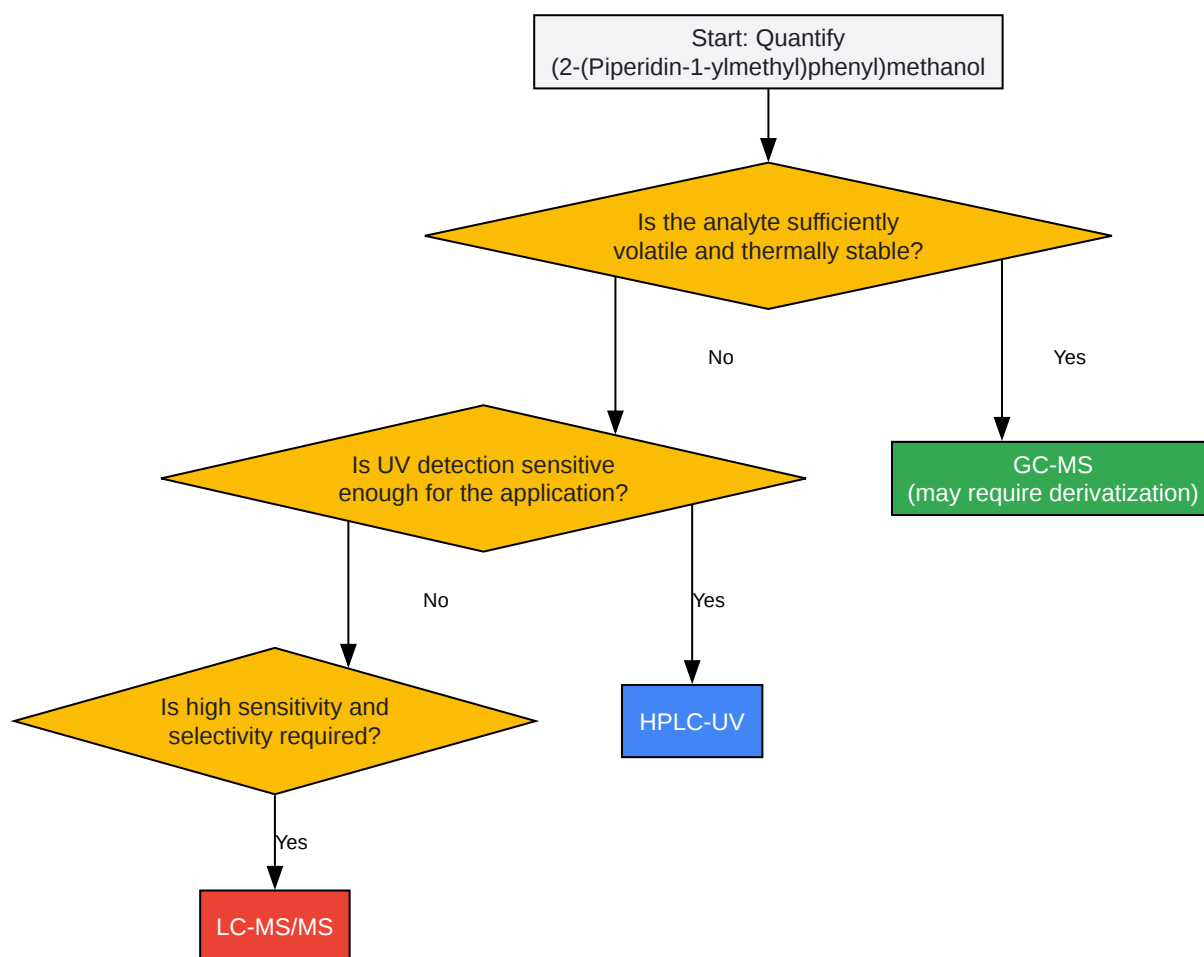 Start: Quantify
(2-(Piperidin-1-ylmethyl)phenyl)methanol
Is the analyte sufficiently
volatile and thermally stable?
No
Yes
Is UV detection sensitive
enough for the application?
GC-MS
(may require derivatization)
No
Yes
Is high sensitivity and
selectivity required?
HPLC-UV
Yes
LC-MS/MS